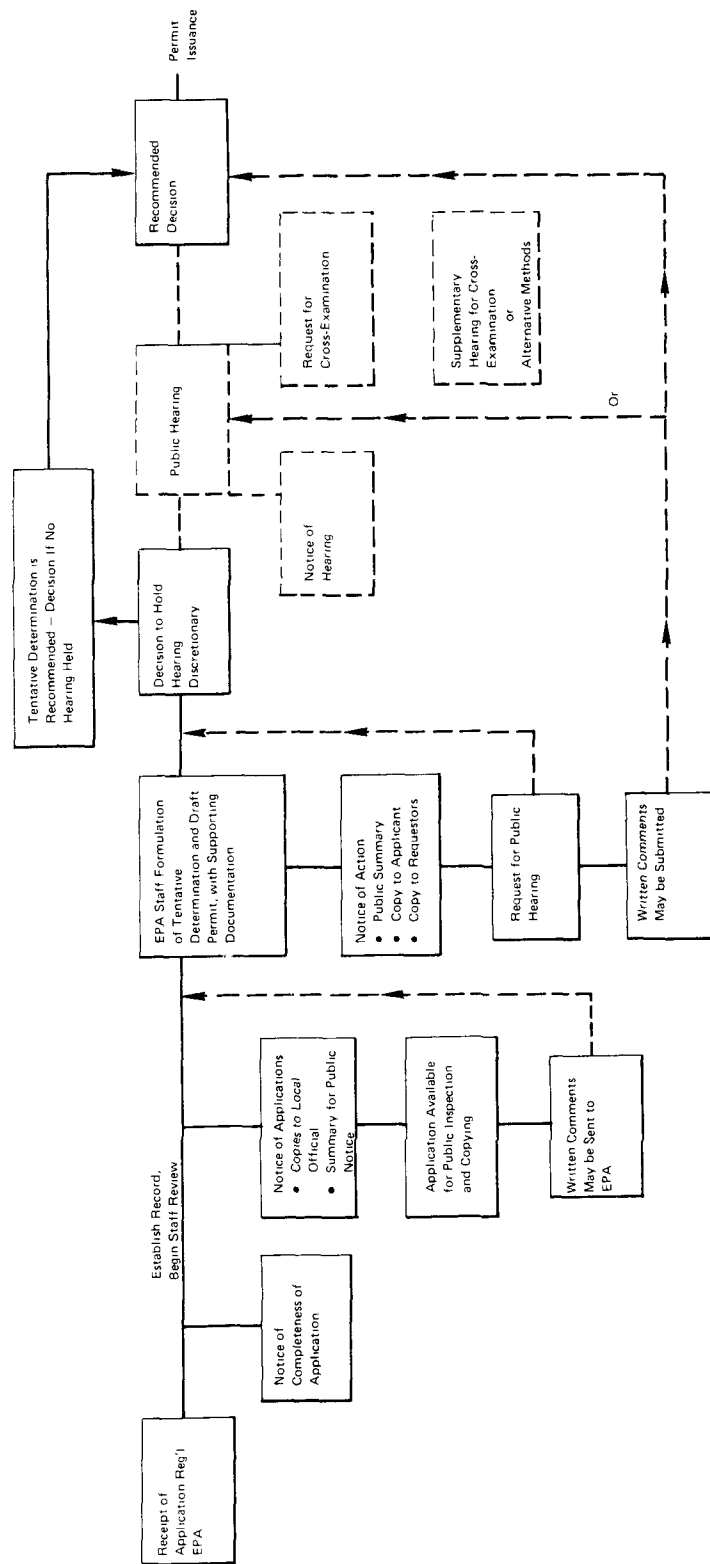 Receipt of
Application Reg'l
EPA
Establish Record,
Begin Staff Review
Notice of
Completeness of
Application
Notice of Applications
• Copies to Local
Official
• Summary for Public
Notice
Application Available
for Public Inspection
and Copying
Written Comments
May be Sent to
EPA
EPA Staff Formulation
of Tentative
Determination and Draft
Permit, with Supporting
Documentation
Notice of Action
• Public Summary
• Copy to Applicant
• Copy to Requestors
Request for Public
Hearing
Written Comments
May be Submitted
Tentative Determination is
Recommended – Decision If No
Hearing Held
Decision to Hold
Hearing
Discretionary
Public Hearing
Notice of
Hearing
Request for
Cross-Examination
Supplementary
Hearing for Cross-
Examination
or
Alternative Methods
Or
Recommended
Decision
Permit
Issuance